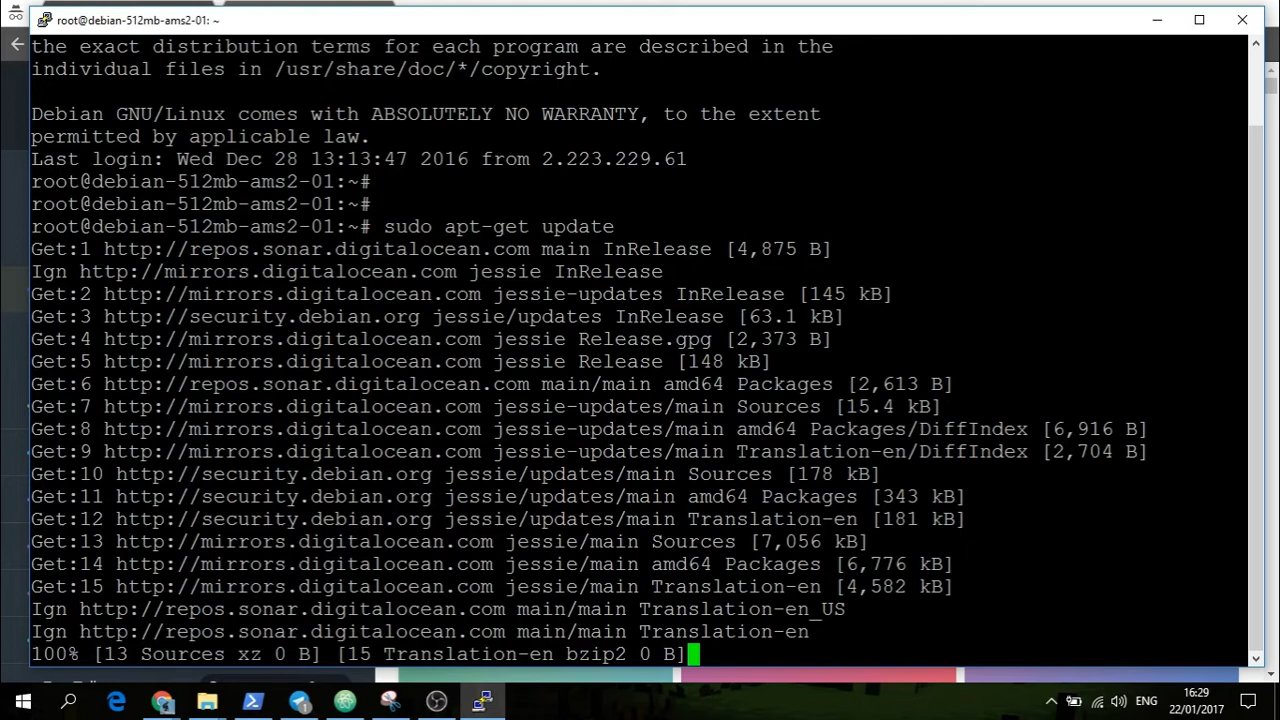 root@debian-512mb-ams2-01: ~
the exact distribution terms for each program are described in the
individual files in /usr/share/doc/*/copyright.
Debian GNU/Linux comes with ABSOLUTELY NO WARRANTY, to the extent
permitted by applicable law.
Last login: Wed Dec 28 13:13:47 2016 from 2.223.229.61
root@debian-512mb-ams2-01:~#
root@debian-512mb-ams2-01:~#
root@debian-512mb-ams2-01:~# sudo apt-get update
Get:1 http://repos.sonar.digitalocean.com main InRelease [4,875 B]
Ign http://mirrors.digitalocean.com jessie InRelease
Get:2 http://mirrors.digitalocean.com jessie-updates InRelease [145 kB]
Get:3 http://security.debian.org jessie/updates InRelease [63.1 kB]
Get:4 http://mirrors.digitalocean.com jessie Release.gpg [2,373 B]
Get:5 http://mirrors.digitalocean.com jessie Release [148 kB]
Get:6 http://repos.sonar.digitalocean.com main/main amd64 Packages [2,613 B]
Get:7 http://mirrors.digitalocean.com jessie-updates/main Sources [15.4 kB]
Get:8 http://mirrors.digitalocean.com jessie-updates/main amd64 Packages/DiffIndex [6,916 B]
Get:9 http://mirrors.digitalocean.com jessie-updates/main Translation-en/DiffIndex [2,704 B]
Get:10 http://security.debian.org jessie/updates/main Sources [178 kB]
Get:11 http://security.debian.org jessie/updates/main amd64 Packages [343 kB]
Get:12 http://security.debian.org jessie/updates/main Translation-en [181 kB]
Get:13 http://mirrors.digitalocean.com jessie/main Sources [7,056 kB]
Get:14 http://mirrors.digitalocean.com jessie/main amd64 Packages [6,776 kB]
Get:15 http://mirrors.digitalocean.com jessie/main Translation-en [4,582 kB]
Ign http://repos.sonar.digitalocean.com main/main Translation-en_US
Ign http://repos.sonar.digitalocean.com main/main Translation-en
100% [13 Sources xz 0 B] [15 Translation-en bzip2 0 B]
ENG
16:29
22/01/2017